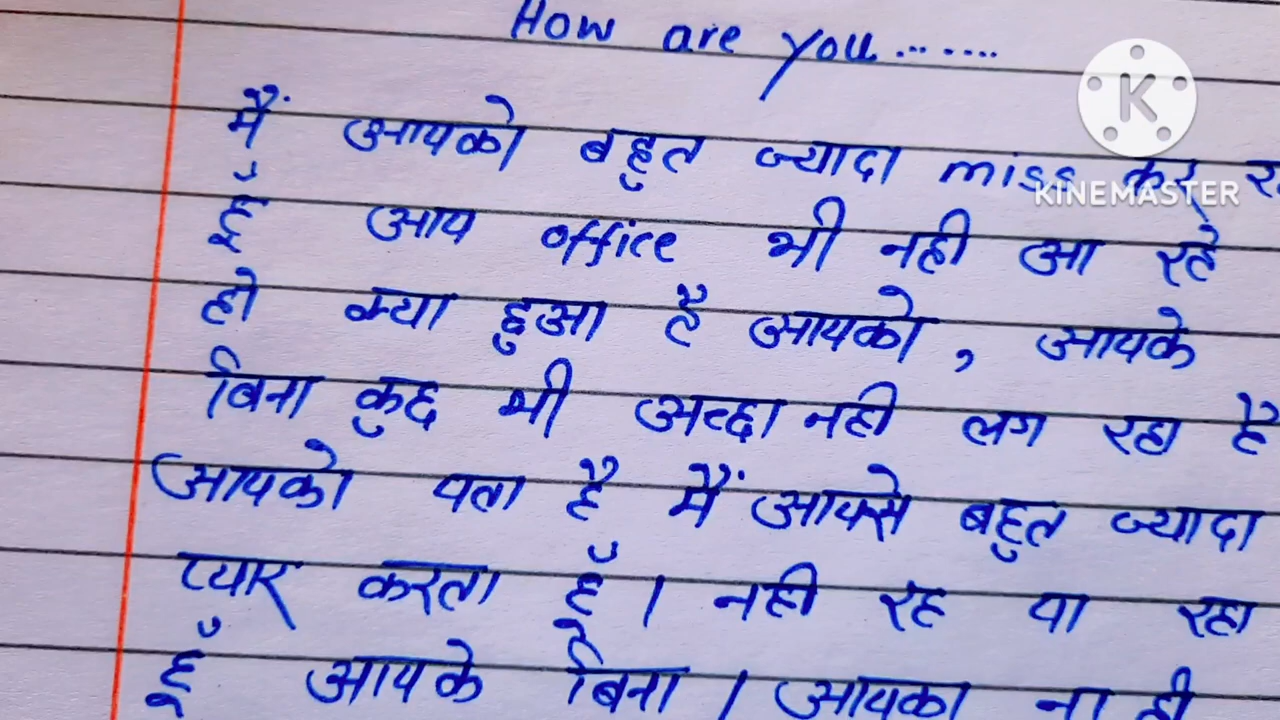 How are you.......
मैं आपको बहुत ज्यादा miss कर र
हूँ आप office भी नही आ रहे
हो क्या हुआ है आपको, आपके
बिना कुछ भी अच्छा नही लग रहा है
आपको पता है मैं आपसे बहुत ज्यादा
प्यार करता हूँ। नही रह पा रहा
हूँ आपके बिना। आपका ना ही
K
KINEMASTER